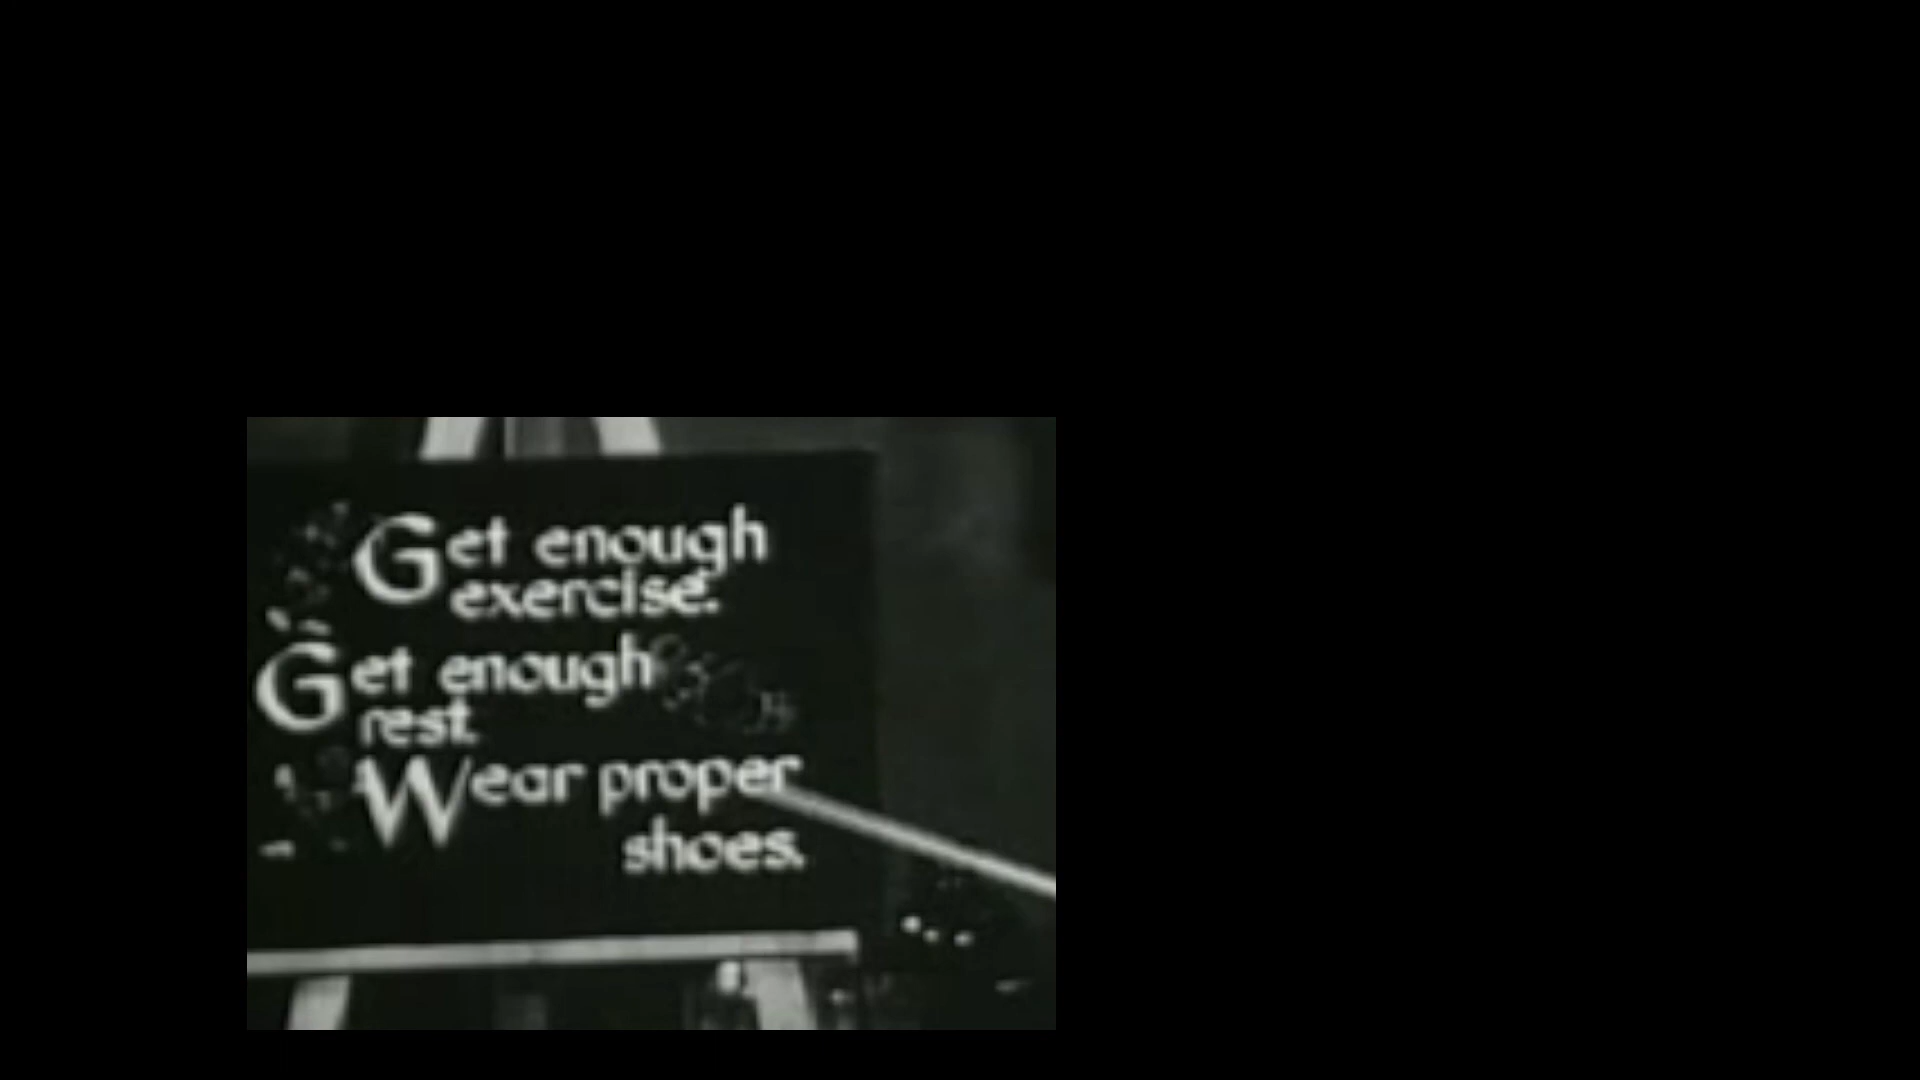 Get enough
exercise.
Get enough
rest.
Wear proper
shoes.